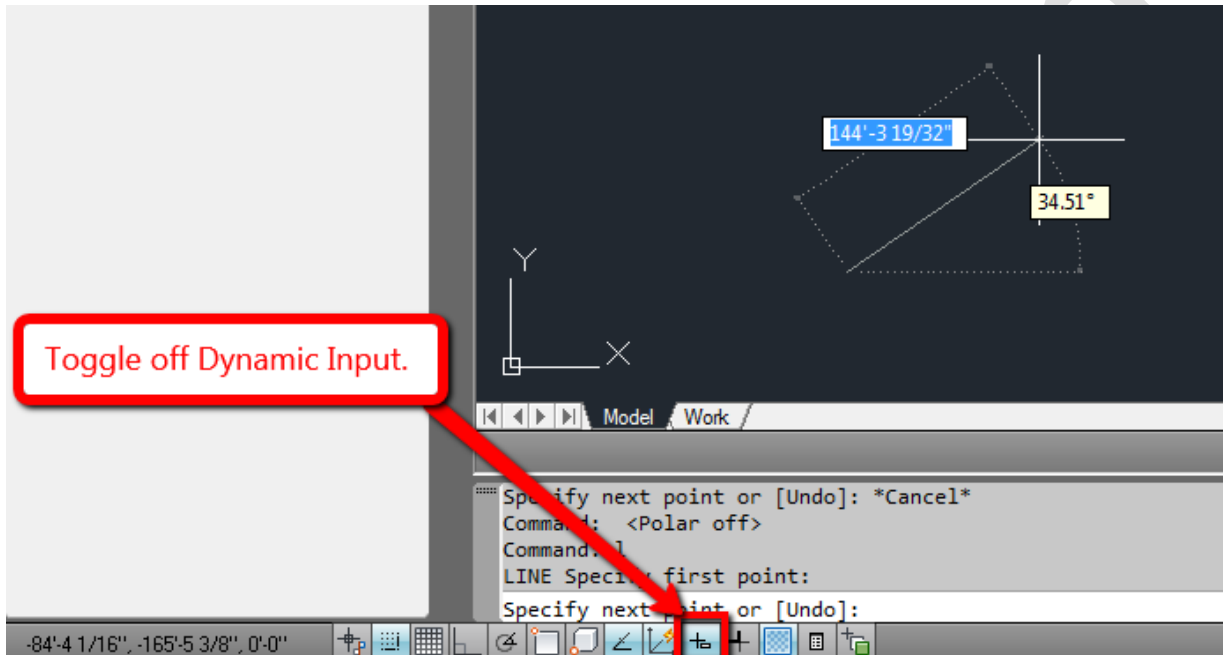 144'-3 19/32"
34.51°
Y
X
Toggle off Dynamic Input.
Model Work
Specify next point or [Undo]: *Cancel*
Command: <Polar off>
Command: l
LINE Specify first point:
Specify next point or [Undo]:
-84'-4 1/16", -165'-5 3/8", 0'-0"